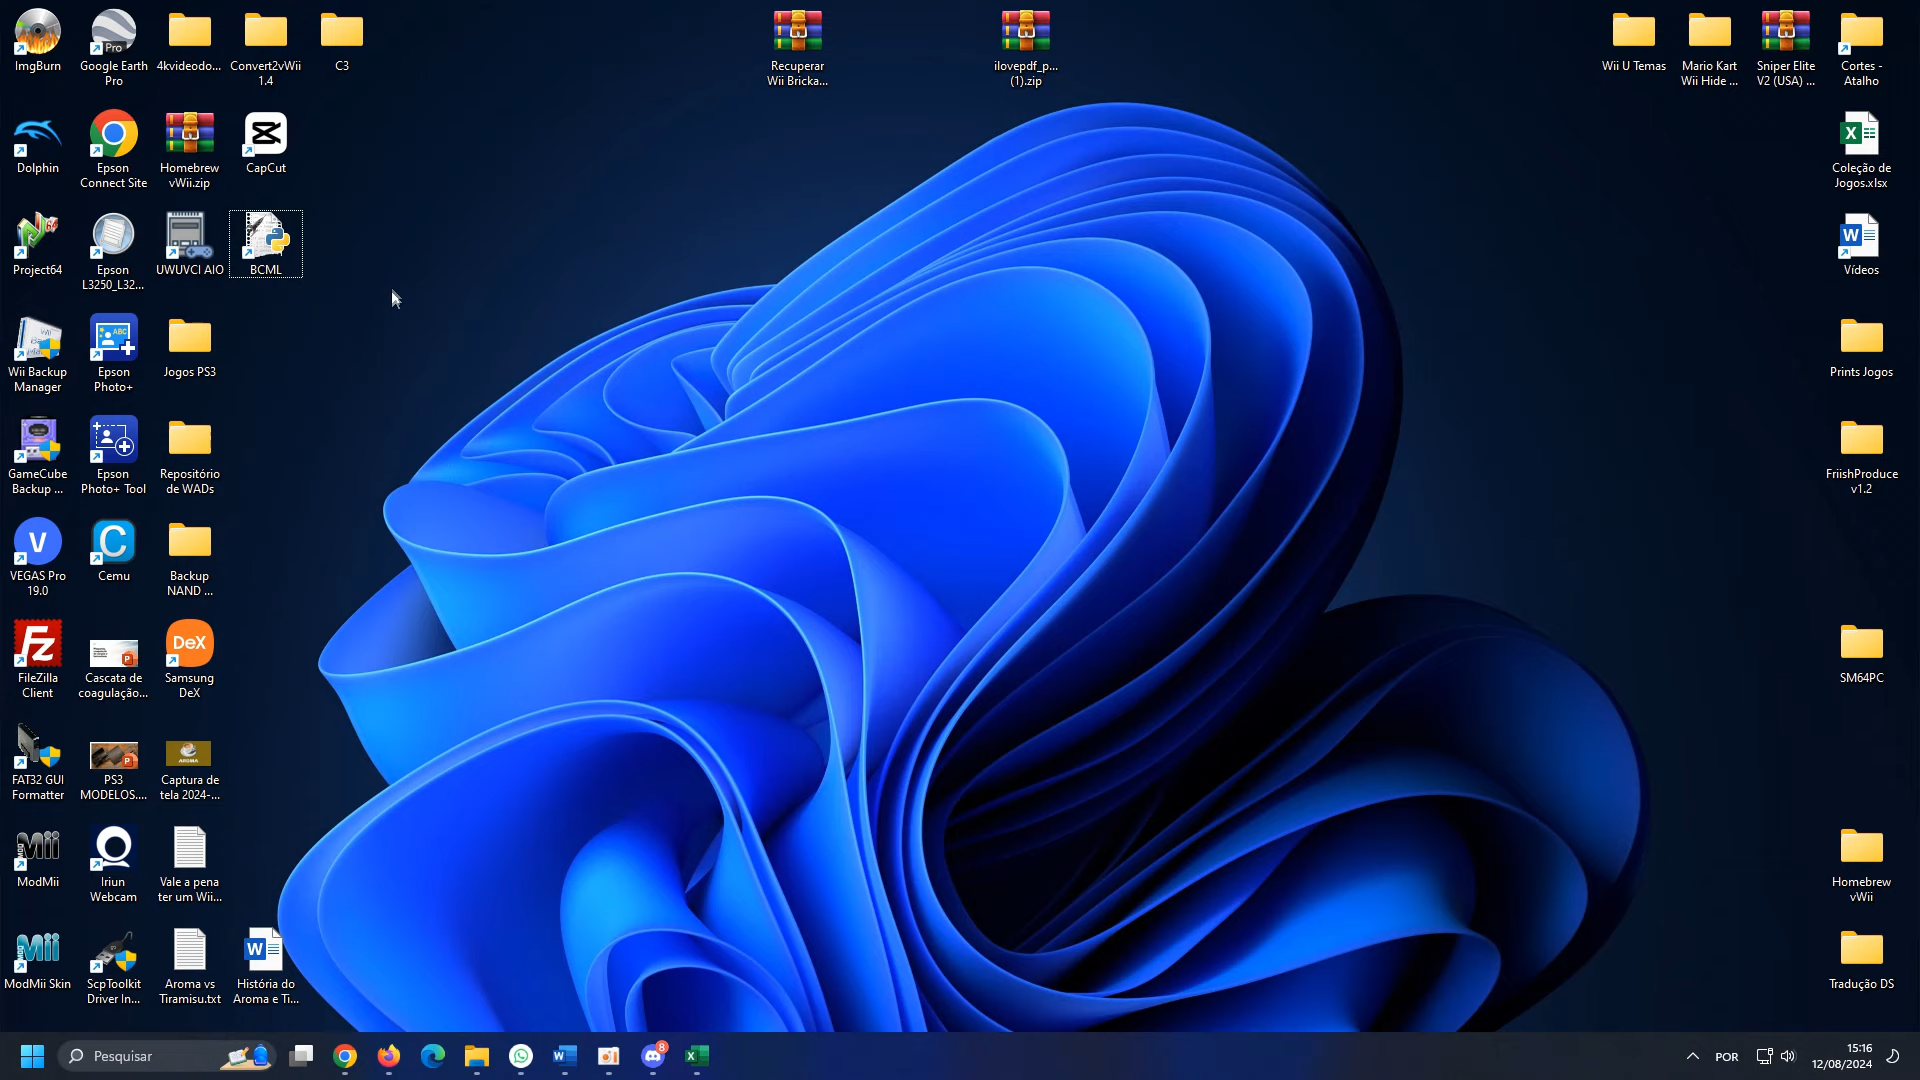 ImgBurn
Google Earth
Pro
4kvideodo...
Convert2vWii
1.4
C3
Recuperar
Wii Bricka...
ilovepdf_p...
(1).zip
Wii U Temas
Mario Kart
Wii Hide ...
Sniper Elite
V2 (USA) ...
Cortes -
Atalho
Dolphin
Epson
Connect Site
Homebrew
vWii.zip
CapCut
Coleção de
Jogos.xlsx
Project64
Epson
L3250_L32...
UWUVCI AIO
BCML
Vídeos
Wii Backup
Manager
Epson
Photo+
Jogos PS3
Prints Jogos
GameCube
Backup ...
Epson
Photo+ Tool
Repositório
de WADs
FriishProduce
v1.2
VEGAS Pro
19.0
Cemu
Backup
NAND ...
FileZilla
Client
Cascata de
coagulação...
DeX
Samsung
DeX
SM64PC
FAT32 GUI
Formatter
PS3
MODELOS....
Captura de
tela 2024-...
ModMii
Iriun
Webcam
Vale a pena
ter um Wii...
Homebrew
vWii
ModMii Skin
ScpToolkit
Driver In...
Aroma vs
Tiramisu.txt
História do
Aroma e Ti...
Tradução DS
Pesquisar
8
POR
15:16
12/08/2024